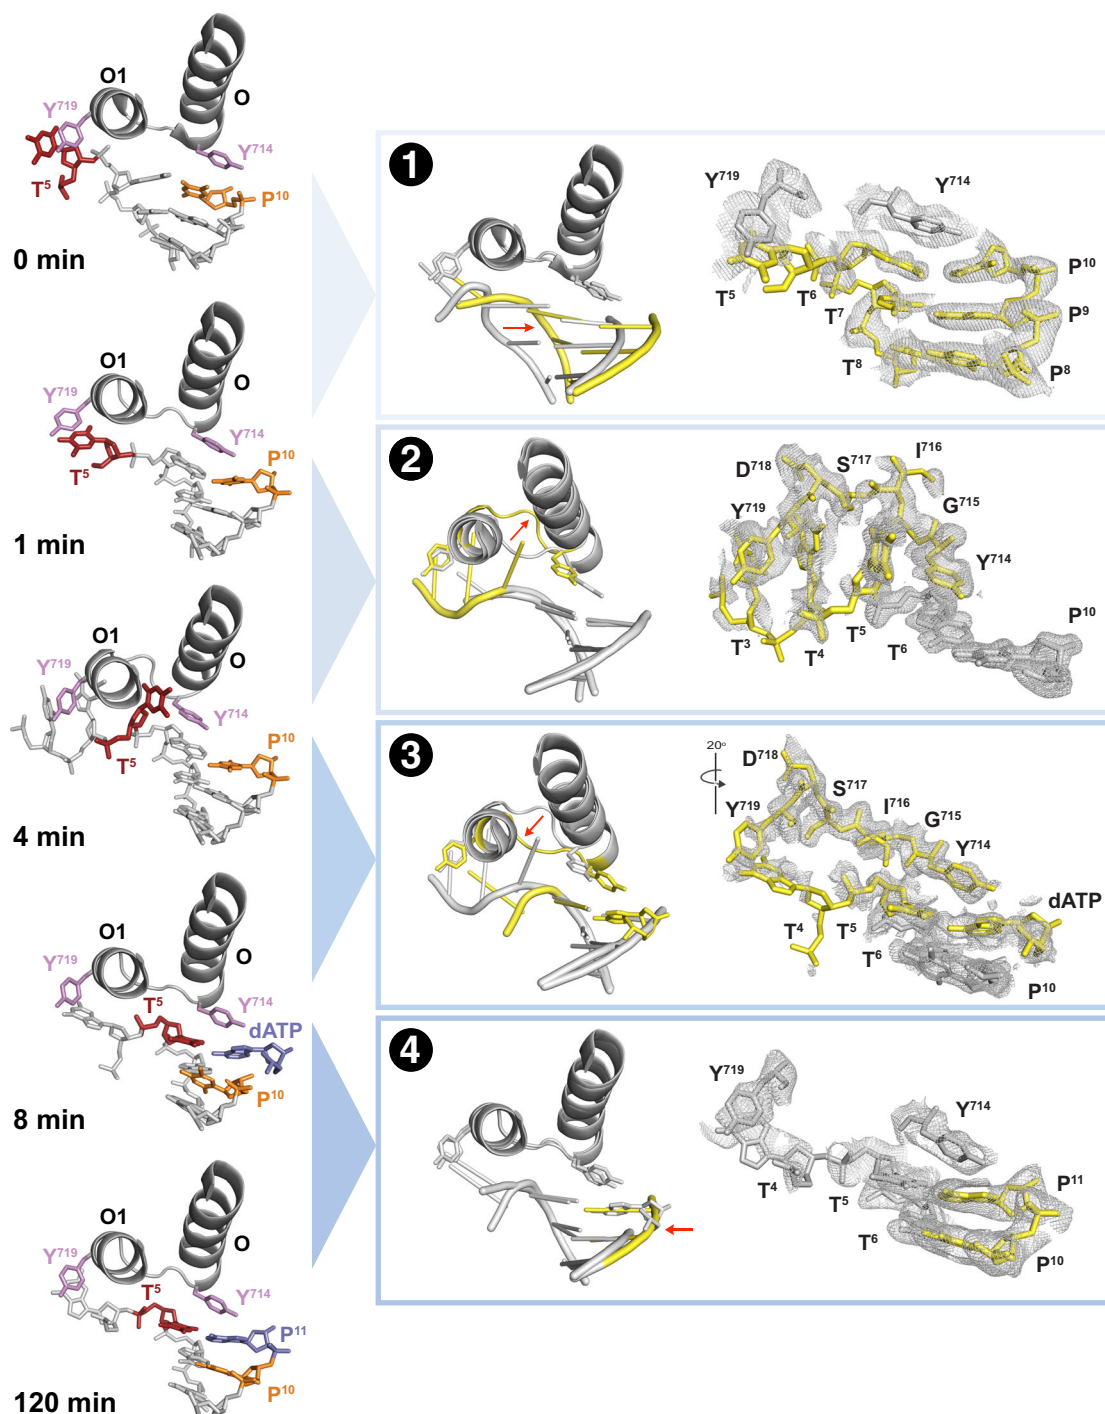 O1
O
Y719
Y714
T5
P10
0 min
O1
O
Y719
Y714
T5
P10
1 min
O1
O
Y719
Y714
T5
P10
4 min
O1
O
Y719
T5
Y714
dATP
P10
8 min
O1
O
Y719
T5
Y714
P11
P10
120 min
1
Y719
Y714
P10
T5
T6
T7
P9
T8
P8
2
I716
S717
D718
G715
Y719
Y714
P10
T5
T6
T3
T4
3
20o
D718
S717
I716
Y719
G715
Y714
dATP
T4
T5
T6
P10
4
Y719
Y714
P11
T4
T5
T6
P10